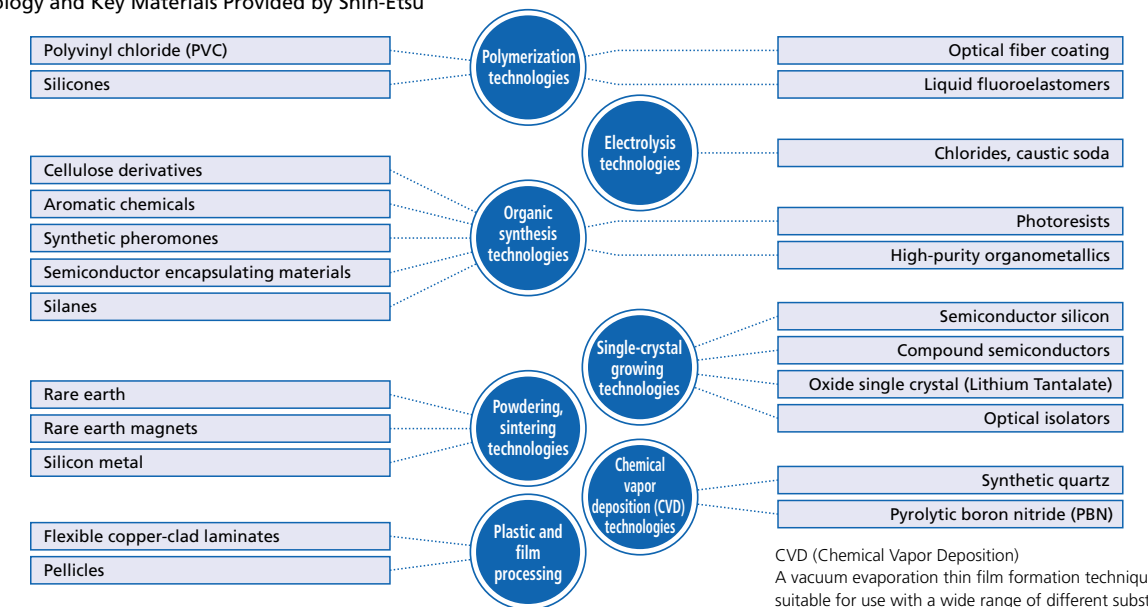 and Key Materials Provided by Shin-Etsu
Polyvinyl chloride (PVC)
Silicones
Polymerization
technologies
Optical fiber coating
Liquid fluoroelastomers
Electrolysis
technologies
Chlorides, caustic soda
Cellulose derivatives
Aromatic chemicals
Synthetic pheromones
Semiconductor encapsulating materials
Silanes
Organic
synthesis
technologies
Photoresists
High-purity organometallics
Single-crystal
growing
technologies
Semiconductor silicon
Compound semiconductors
Oxide single crystal (Lithium Tantalate)
Optical isolators
Rare earth
Rare earth magnets
Silicon metal
Powdering,
sintering
technologies
Chemical
vapor
deposition (CVD)
technologies
Synthetic quartz
Pyrolytic boron nitride (PBN)
Flexible copper-clad laminates
Pellicles
Plastic and
film
processing
CVD (Chemical Vapor Deposition)
A vacuum evaporation thin film formation
suitable for use with a wide range of different